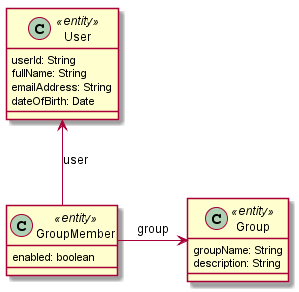 C «entity»
User
userId: String
fullName: String
emailAddress: String
dateOfBirth: Date
user
C «entity»
GroupMember
enabled: boolean
group
C «entity»
Group
groupName: String
description: String